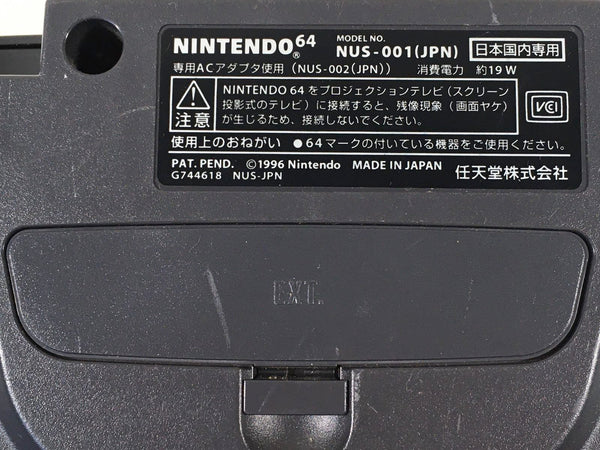 NINTENDO64® MODEL NO. NUS-001(JPN) 日本国内専用
専用ACアダプタ使用 (NUS-002(JPN)) 消費電力 約19W
注意
NINTENDO 64 をプロジェクションテレビ (スクリーン
投影式のテレビ) に接続すると、残像現象 (画面ヤケ)
が生じるため、接続しないでください。
VCI
使用上のおねがい ●64マークの付いている機器をご使用ください。
PAT. PEND. ©1996 Nintendo MADE IN JAPAN
G744618 NUS-JPN 任天堂株式会社
EXT.